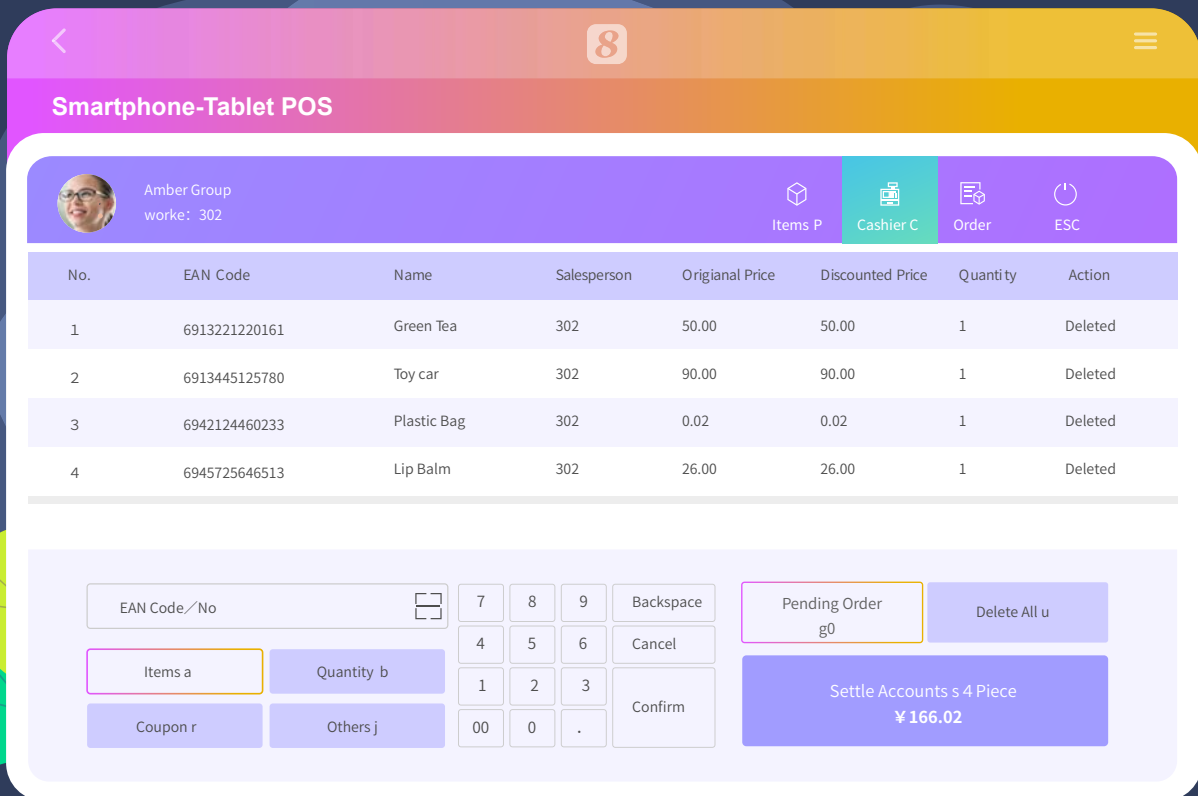 8
Smartphone-Tablet POS
Amber Group
worke：302
Items P
Cashier C
Order
ESC
No. EAN Code Name Salesperson Origianal Price Discounted Price Quantity Action
1 6913221220161 Green Tea 302 50.00 50.00 1 Deleted
2 6913445125780 Toy car 302 90.00 90.00 1 Deleted
3 6942124460233 Plastic Bag 302 0.02 0.02 1 Deleted
4 6945725646513 Lip Balm 302 26.00 26.00 1 Deleted
EAN Code／No
Items a
Quantity b
Coupon r
Others j
7 8 9 Backspace
4 5 6 Cancel
1 2 3 Confirm
00 0 .
Pending Order
g0
Delete All u
Settle Accounts s 4 Piece
￥166.02